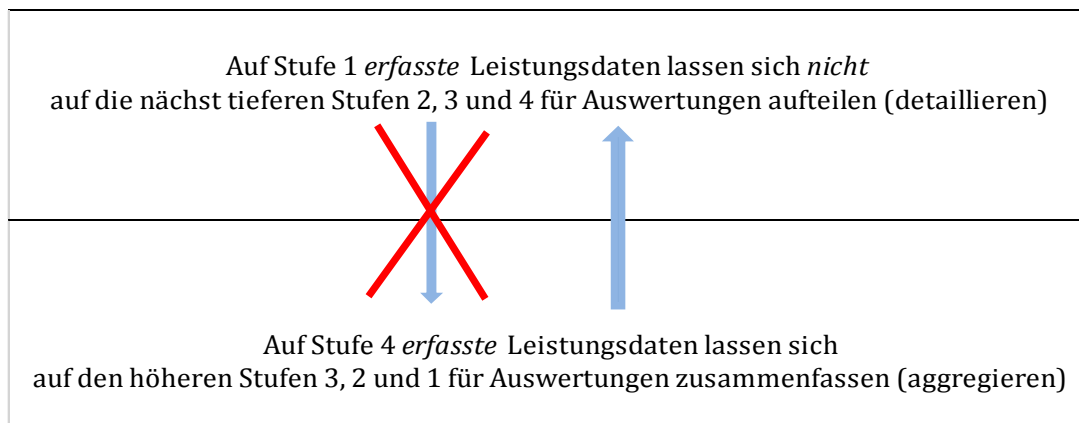 Auf Stufe 1 erfasste Leistungsdaten lassen sich nicht
auf die nächst tieferen Stufen 2, 3 und 4 für Auswertungen aufteilen (detaillieren)
Auf Stufe 4 erfasste Leistungsdaten lassen sich
auf den höheren Stufen 3, 2 und 1 für Auswertungen zusammenfassen (aggregieren)